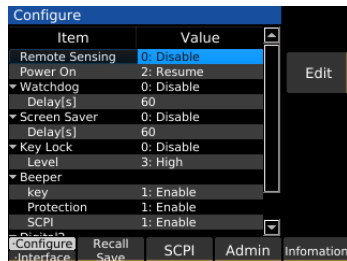 Configure
Item Value
Remote Sensing 0: Disable
Power On 2: Resume
Watchdog 0: Disable
Delay[s] 60
Screen Saver 0: Disable
Delay[s] 60
Key Lock 0: Disable
Level 3: High
Beeper
key 1: Enable
Protection 1: Enable
SCPI 1: Enable
Edit
·Configure
·Interface
Recall
Save
SCPI
Admin
Infomation